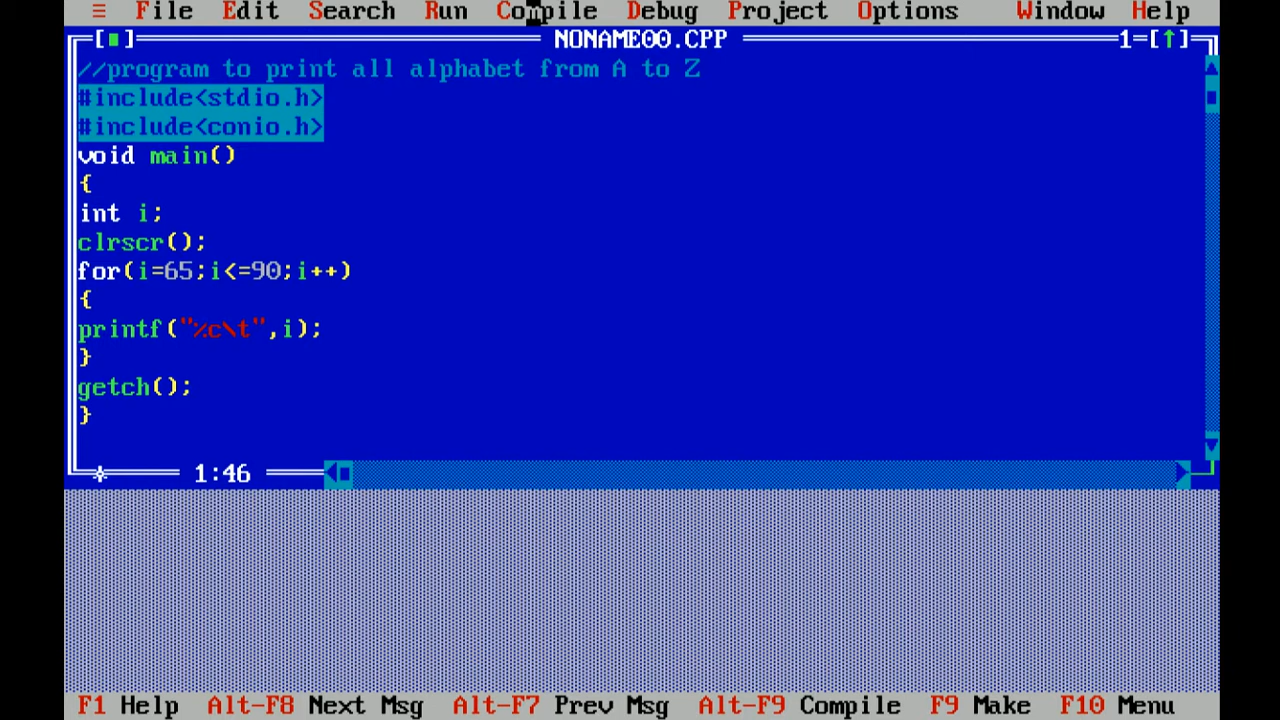 ≡ File Edit Search Run Compile Debug Project Options Window Help
[■] NONAME00.CPP 1=[↑]
//program to print all alphabet from A to Z
#include<stdio.h>
#include<conio.h>
void main()
{
int i;
clrscr();
for(i=65;i<=90;i++)
{
printf("%c\t",i);
}
getch();
}
1:46
F1 Help Alt-F8 Next Msg Alt-F7 Prev Msg Alt-F9 Compile F9 Make F10 Menu